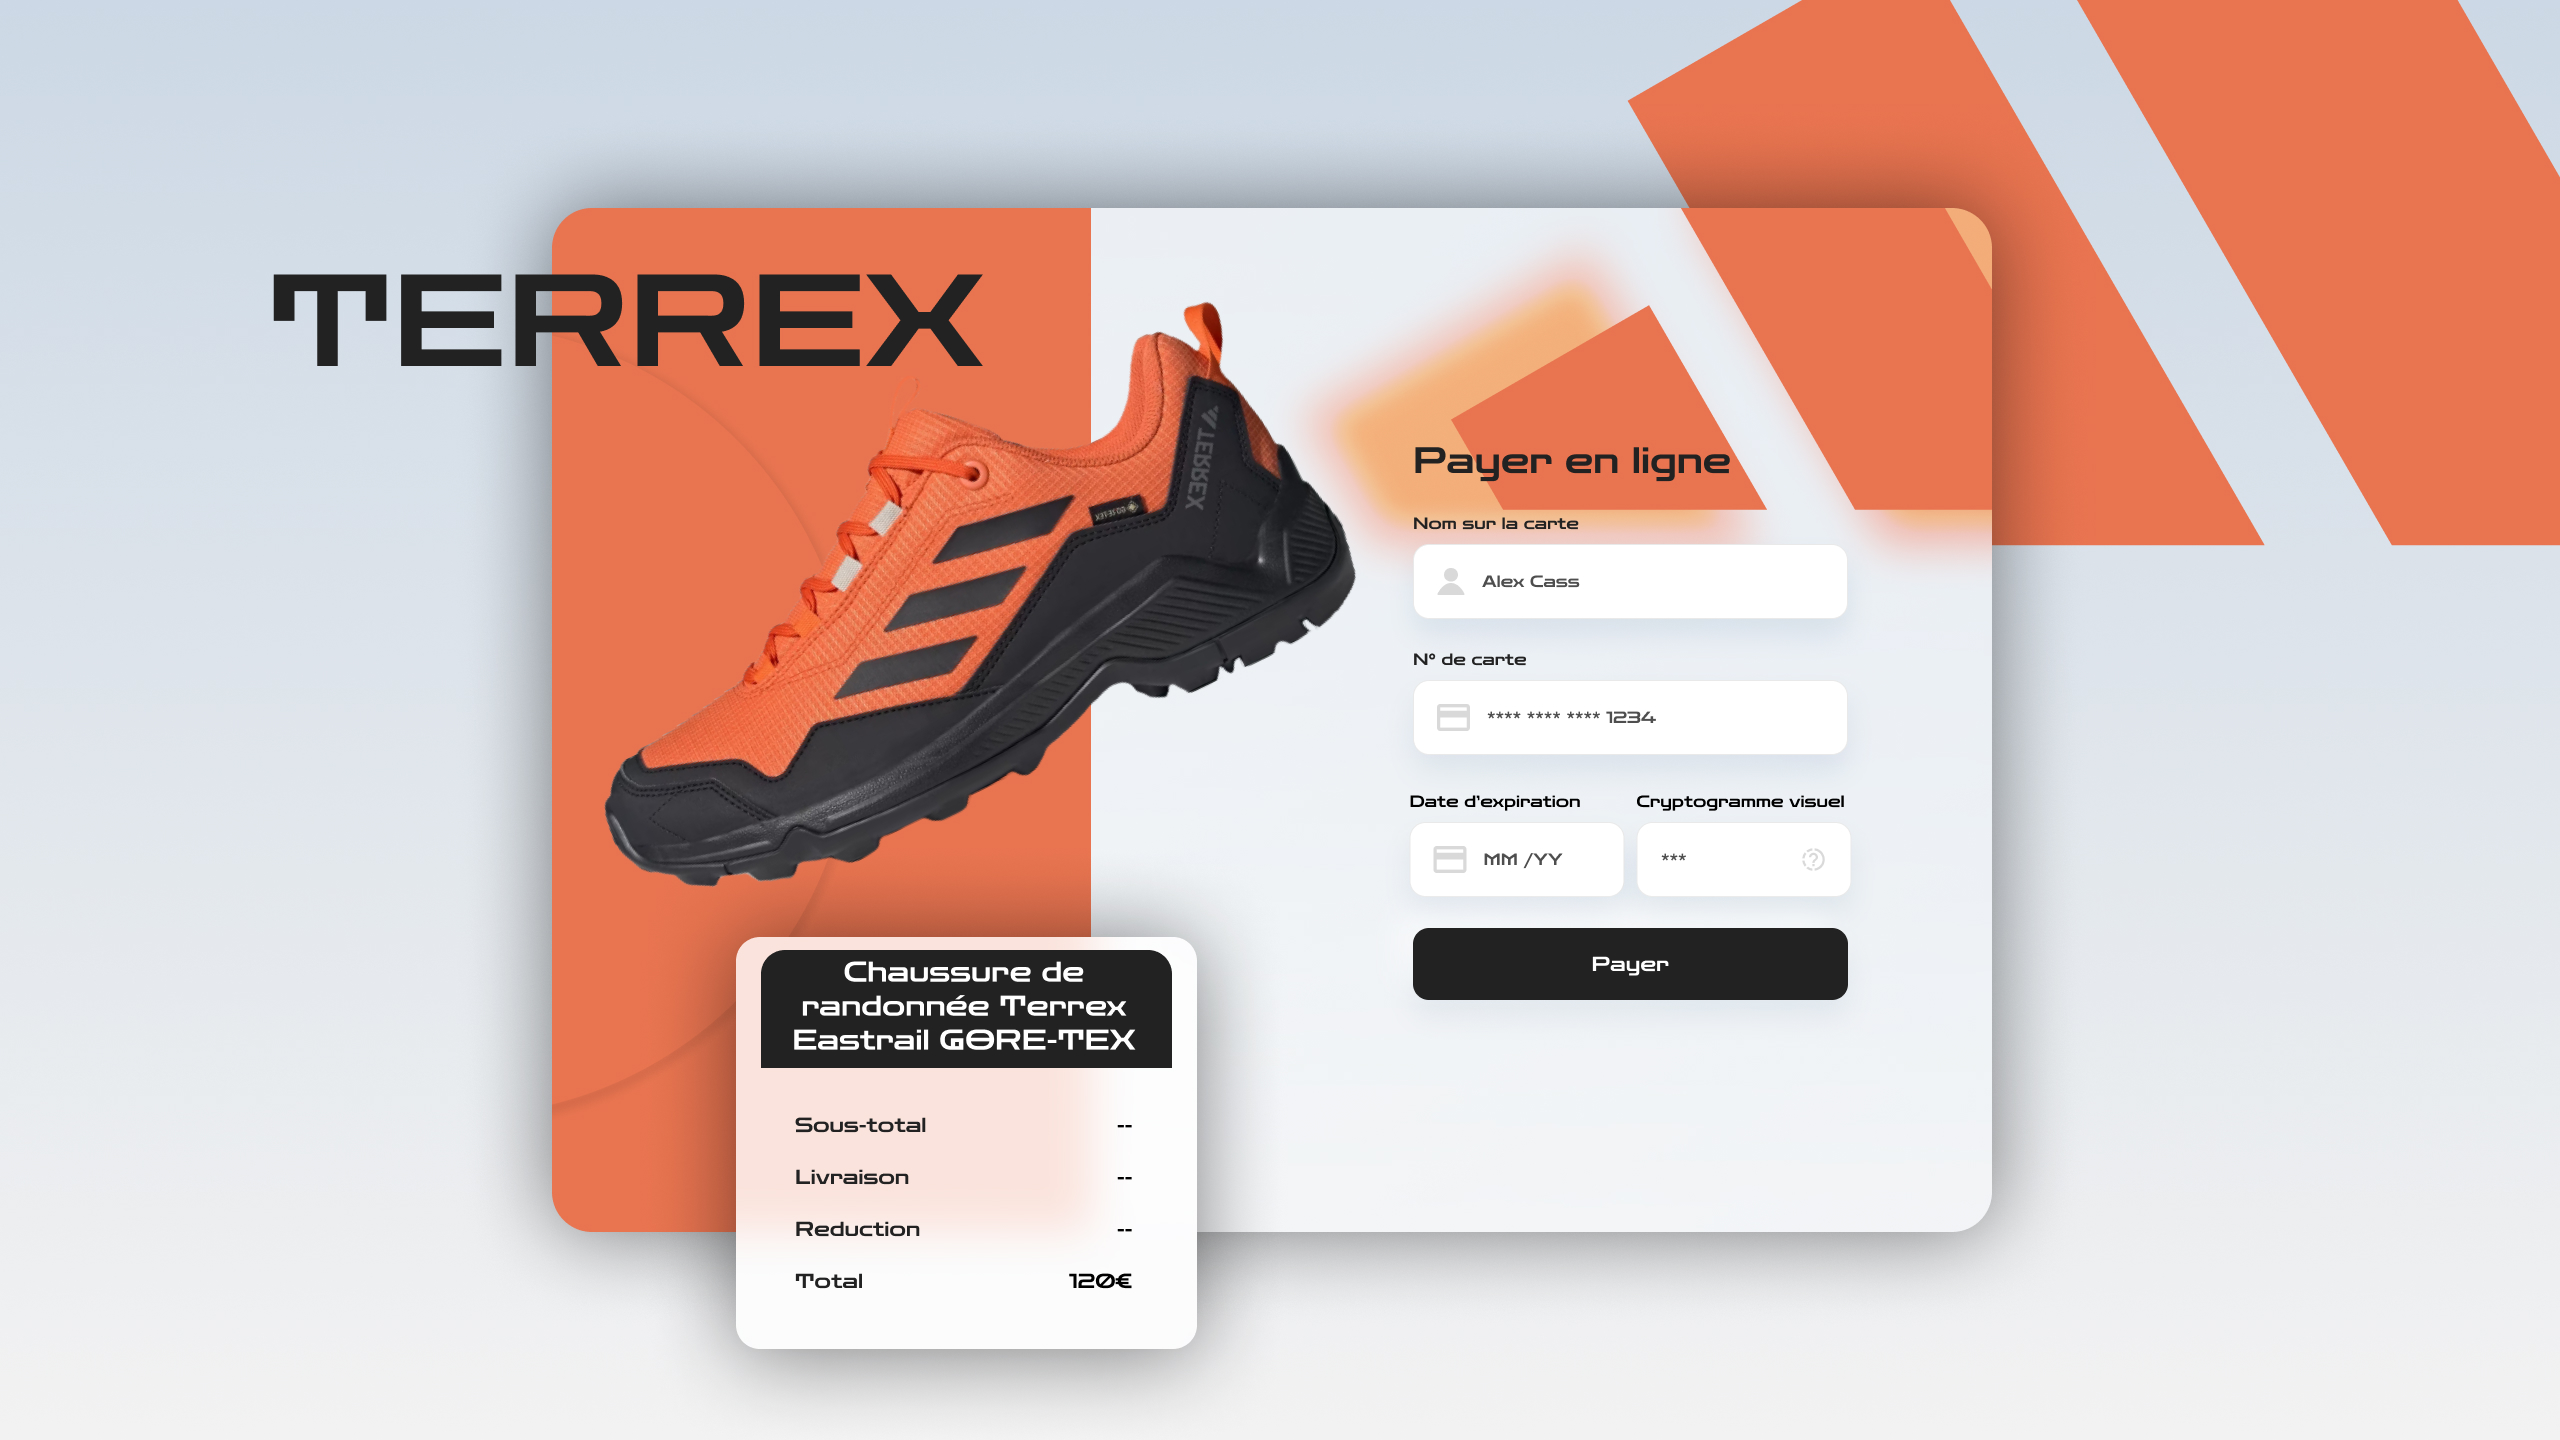 TERREX
TERREX
GORE-TEX
Payer en ligne
Nom sur la carte
Alex Cass
N° de carte
**** **** **** 1234
Date d'expiration
Cryptogramme visuel
MM /YY
***
Payer
Chaussure de
randonnée Terrex
Eastrail GORE-TEX
Sous-total --
Livraison --
Reduction --
Total 120€